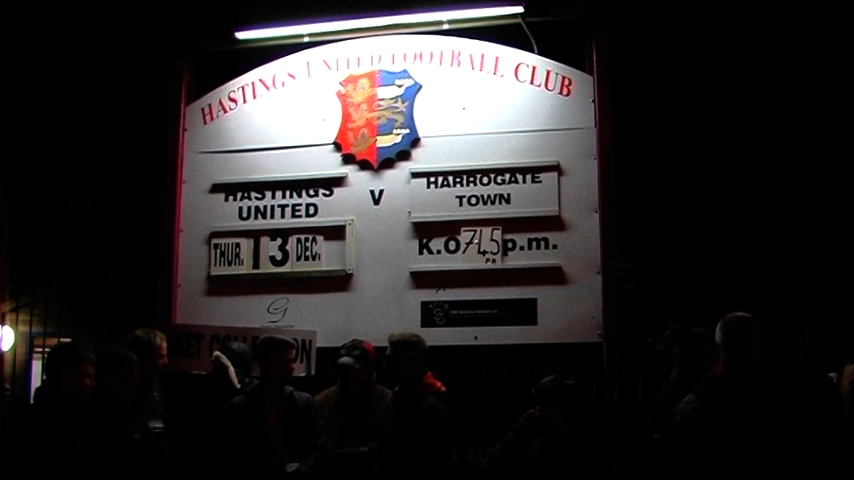 HASTINGS UNITED FOOTBALL CLUB
HASTINGS
UNITED
V
HARROGATE
TOWN
THUR. 13 DEC.
K.O 7.45 p.m.